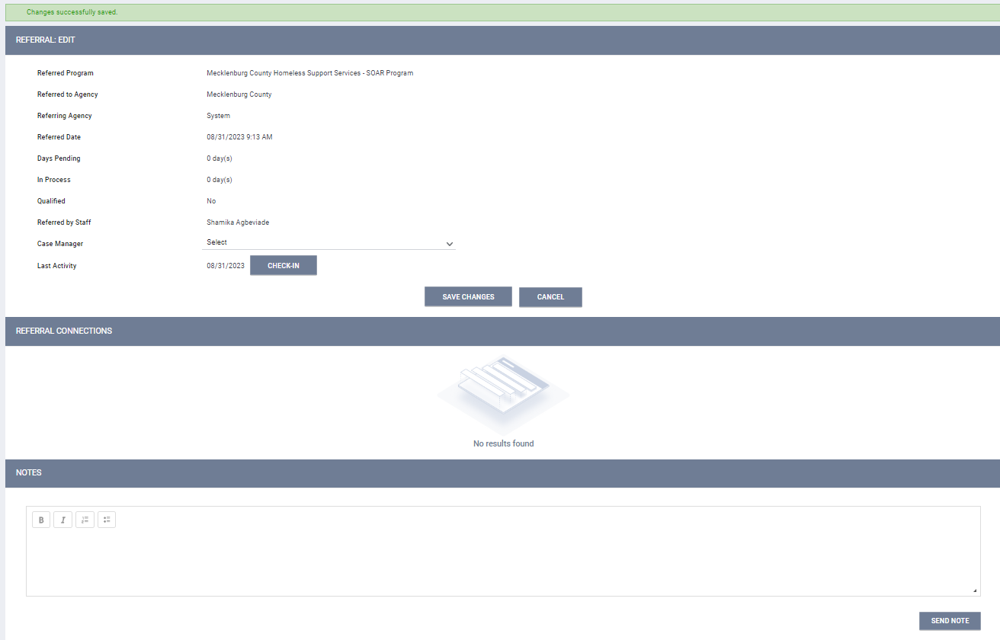 Changes successfully saved.
REFERRAL: EDIT
Referred Program Mecklenburg County Homeless Support Services - SOAR Program
Referred to Agency Mecklenburg County
Referring Agency System
Referred Date 08/31/2023 9:13 AM
Days Pending 0 day(s)
In Process 0 day(s)
Qualified No
Referred by Staff Shamika Agbeviade
Case Manager Select
Last Activity 08/31/2023 CHECK-IN
SAVE CHANGES CANCEL
REFERRAL CONNECTIONS
No results found
NOTES
B I
SEND NOTE